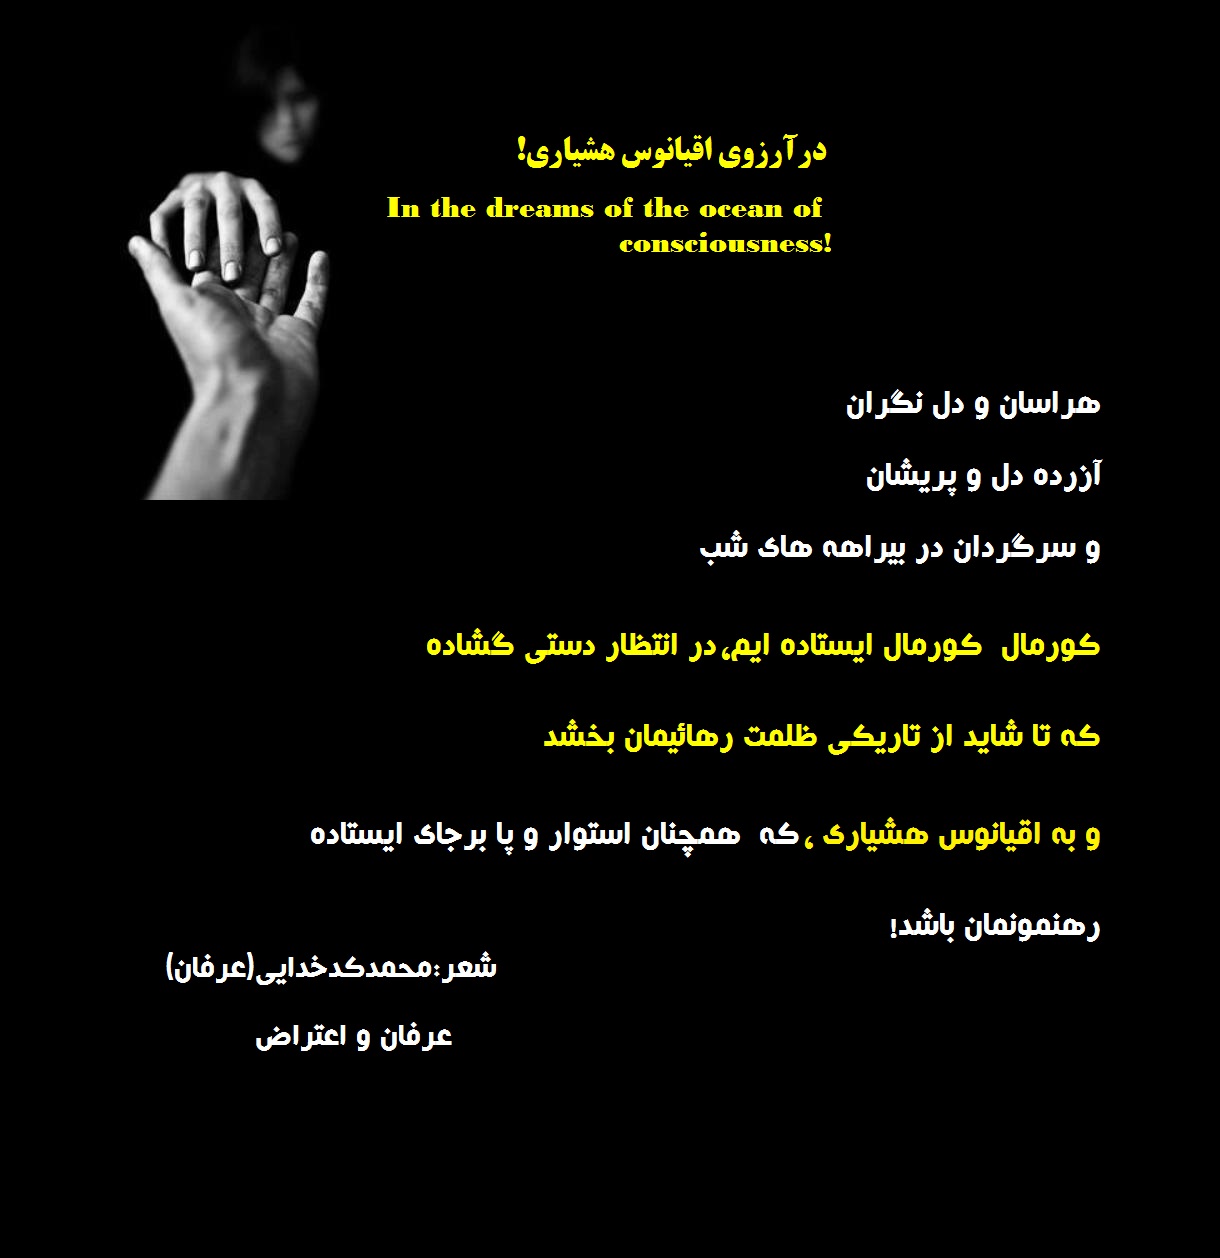 در آرزوی اقیانوس هشیاری!
In the dreams of the ocean of
consciousness!
هراسان و دل نگران
آزرده دل و پریشان
و سرگردان در بیراهه های شب
کورمال کورمال ایستاده ایم، در انتظار دستی گشاده
که تا شاید از تاریکی ظلمت رهائیمان بخشد
و به اقیانوس هشیاری ، که همچنان استوار و پا برجای ایستاده
رهنمونمان باشد!
شعر:محمدکدخدایی(عرفان)
عرفان و اعتراض